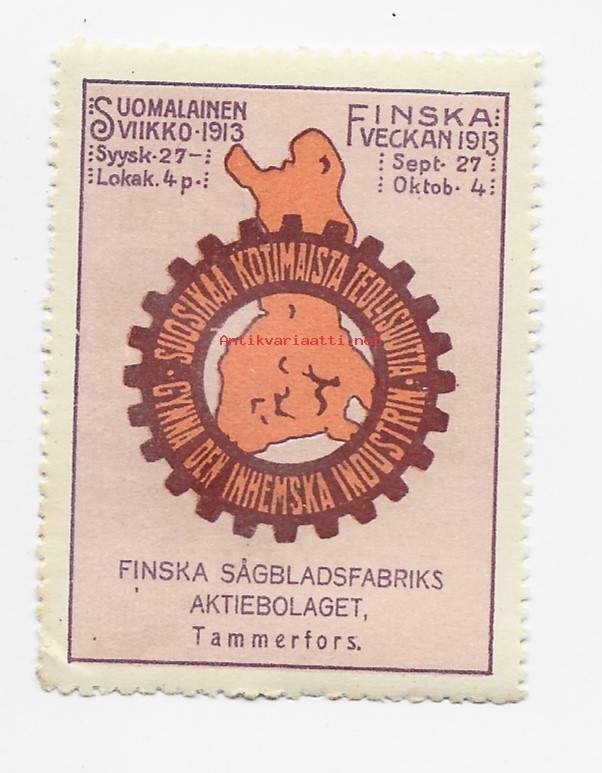 SUOMALAINEN
VIIKKO·1913
Syysk·27–
Lokak.4p·
FINSKA
VECKAN 1913
Sept·27
Oktob·4
SUOSIKAA KOTIMAISTA TEOLLISUUTTA·
GYNNA DEN INHEMSKA INDUSTRIN·
Antikvariaatti.net
FINSKA SÅGBLADSFABRIKS
AKTIEBOLAGET,
Tammerfors.